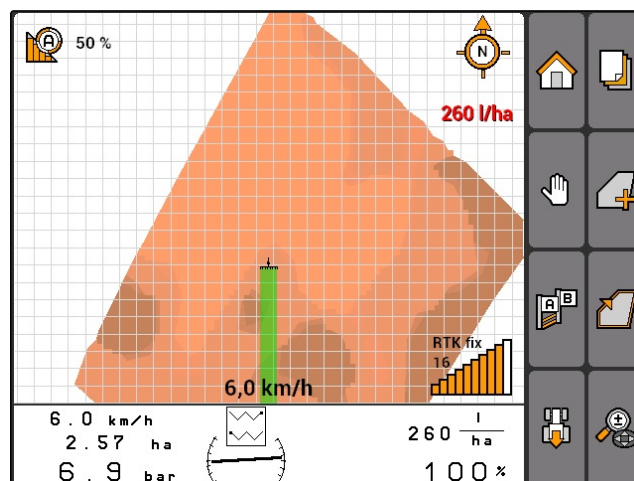 A
50 %
N
260 l/ha
A B
RTK fix
16
6,0 km/h
6.0 km/h
2.57 ha
6.9 bar
260 l/ha
100%